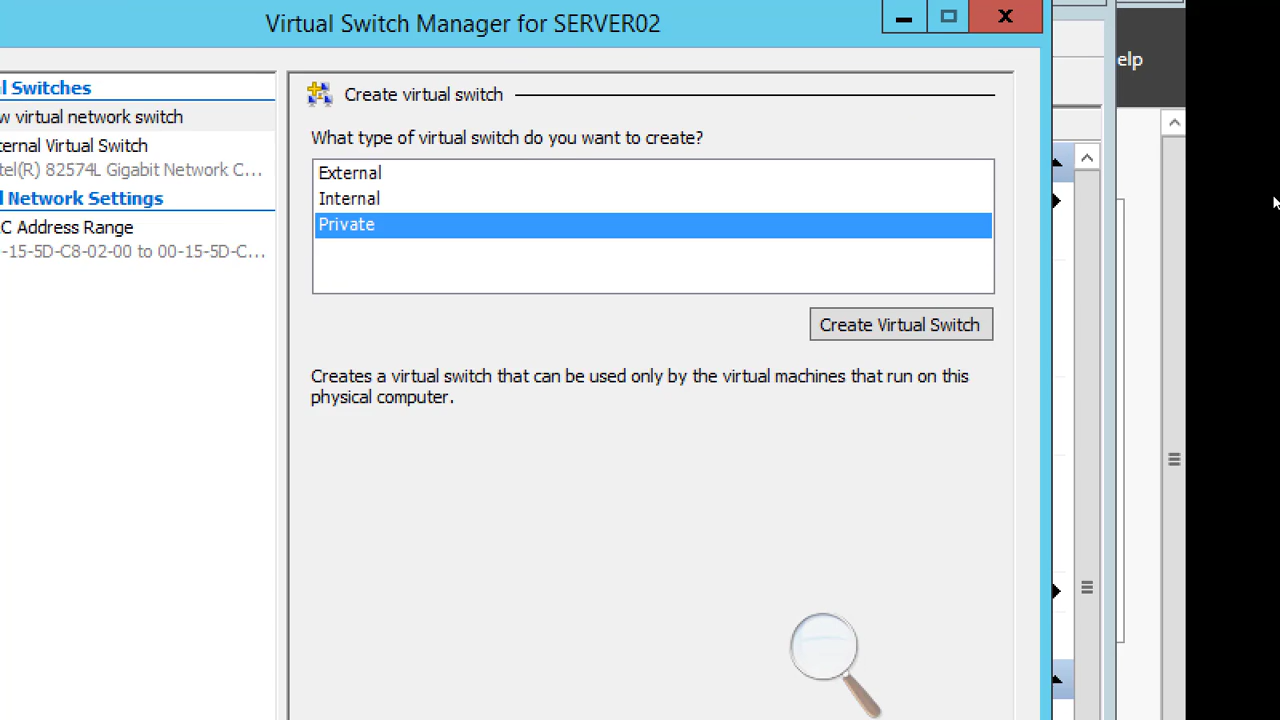 Virtual Switch Manager for SERVER02
elp
l Switches
w virtual network switch
ternal Virtual Switch
tel(R) 82574L Gigabit Network C...
l Network Settings
C Address Range
-15-5D-C8-02-00 to 00-15-5D-C...
Create virtual switch
What type of virtual switch do you want to create?
External
Internal
Private
Create Virtual Switch
Creates a virtual switch that can be used only by the virtual machines that run on this
physical computer.